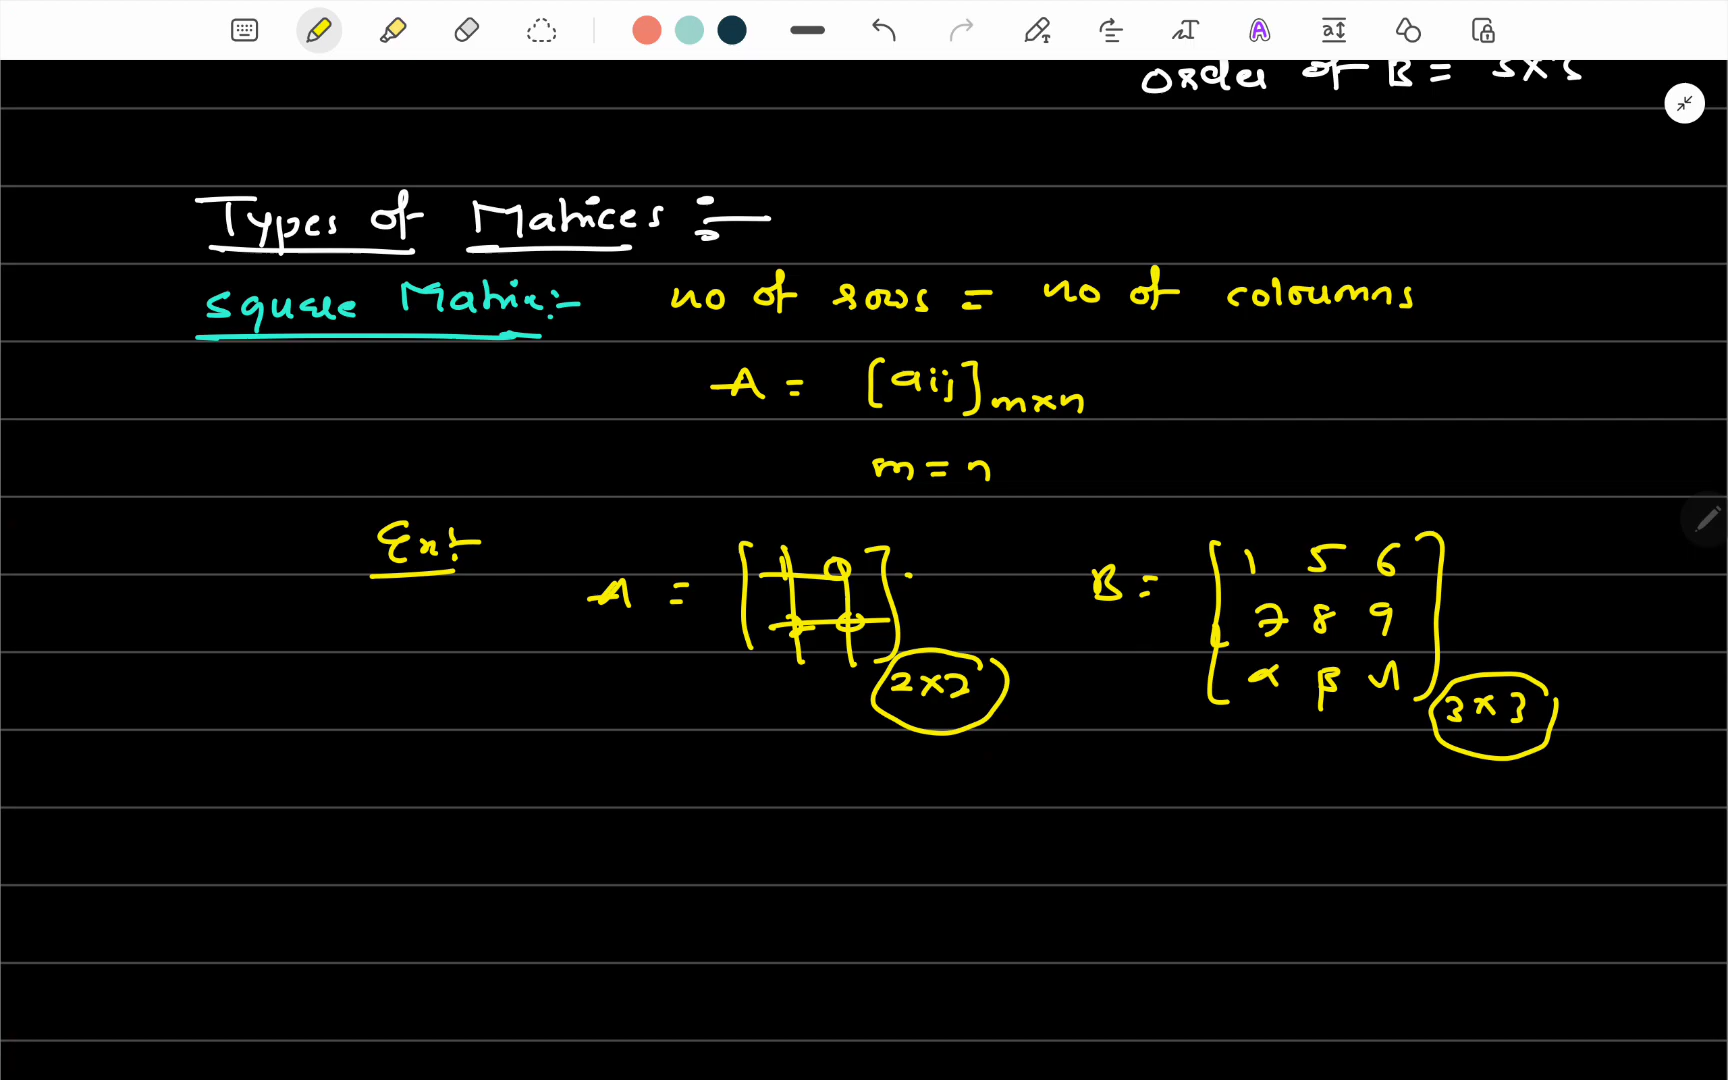 order of B = 3×3
Types of Matrices :-
square Matrix:- no of rows = no of coloumns
A = [aij]m×n
m = n
Ex:-
A = [1 0
0] 2×2
B = [1 5 6
7 8 9
α β γ] 3×3